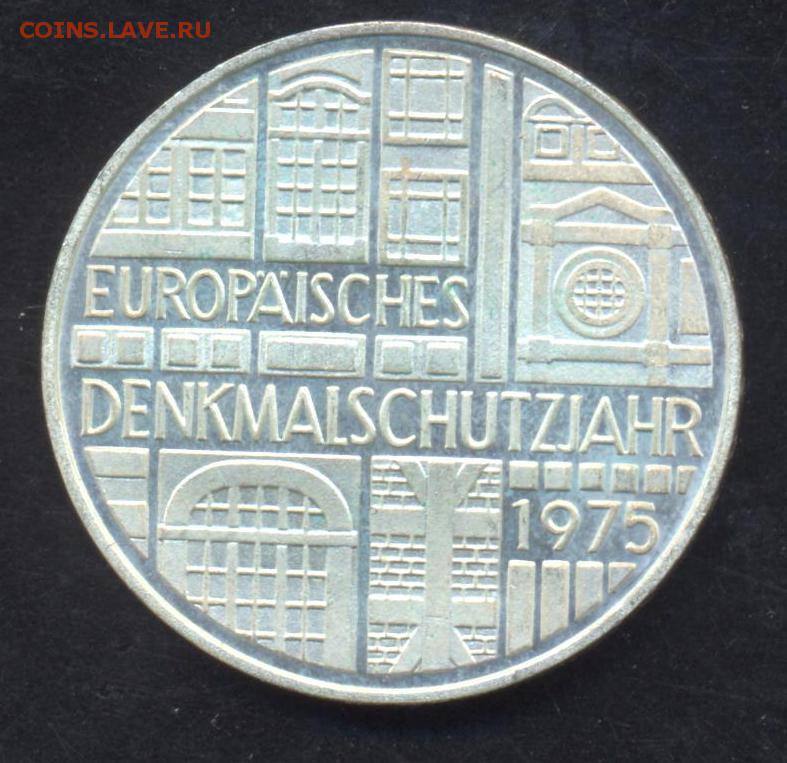 COINS.LAVE.RU
EUROPÄISCHES
DENKMALSCHUTZJAHR
1975